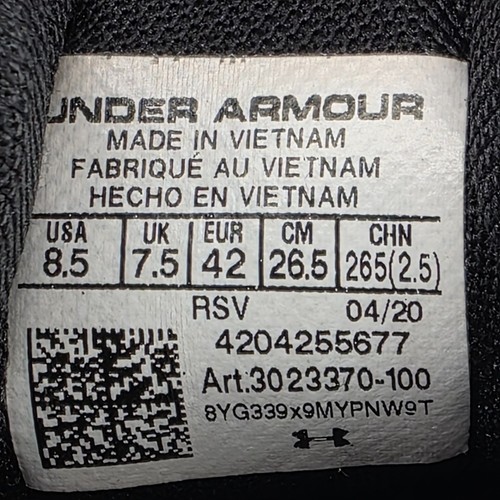 UNDER ARMOUR
MADE IN VIETNAM
FABRIQUÉ AU VIETNAM
HECHO EN VIETNAM
USA UK EUR CM CHN
8.5 7.5 42 26.5 265(2.5)
RSV 04/20
4204255677
Art.3023370-100
8YG339x9MYPNW9T